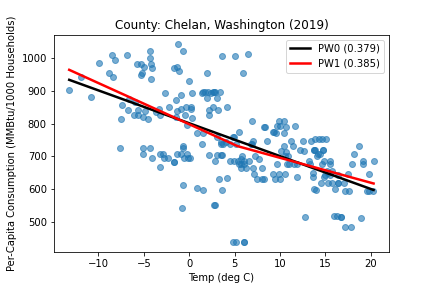 County: Chelan, Washington (2019)
Per-Capita Consumption (MMBtu/1000 Households)
1000
900
800
700
600
500
PW0 (0.379)
PW1 (0.385)
−10 −5 0 5 10 15 20
Temp (deg C)